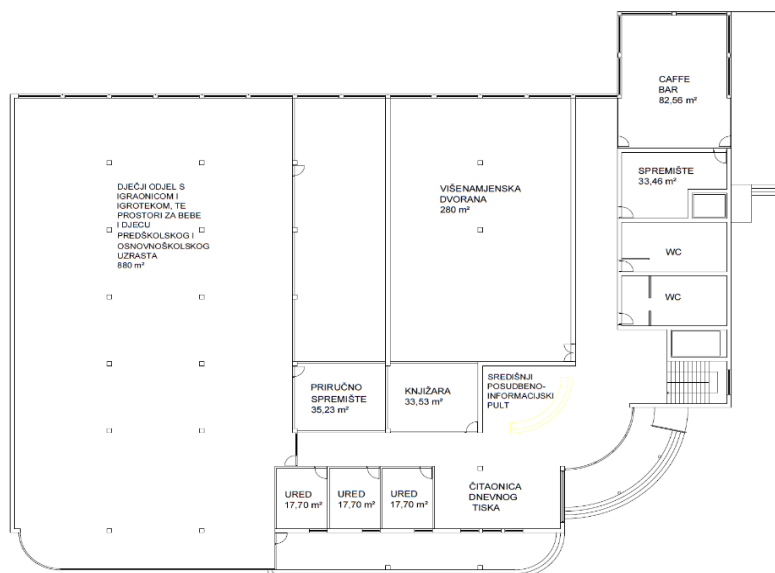 CAFFE
BAR
82,56 m²
SPREMIŠTE
33,46 m²
DJEČJI ODJEL S
IGRAONICOM I
IGROTEKOM, TE
PROSTORI ZA BEBE
I DJECU
PREDŠKOLSKOG I
OSNOVNOŠKOLSKOG
UZRASTA
880 m²
VIŠENAMJENSKA
DVORANA
280 m²
WC
WC
PRIRUČNO
SPREMIŠTE
35,23 m²
KNJIŽARA
33,53 m²
SREDIŠNJI
POSUDBENO-
INFORMACIJSKI
PULT
URED
17,70 m²
URED
17,70 m²
URED
17,70 m²
ČITAONICA
DNEVNOG
TISKA